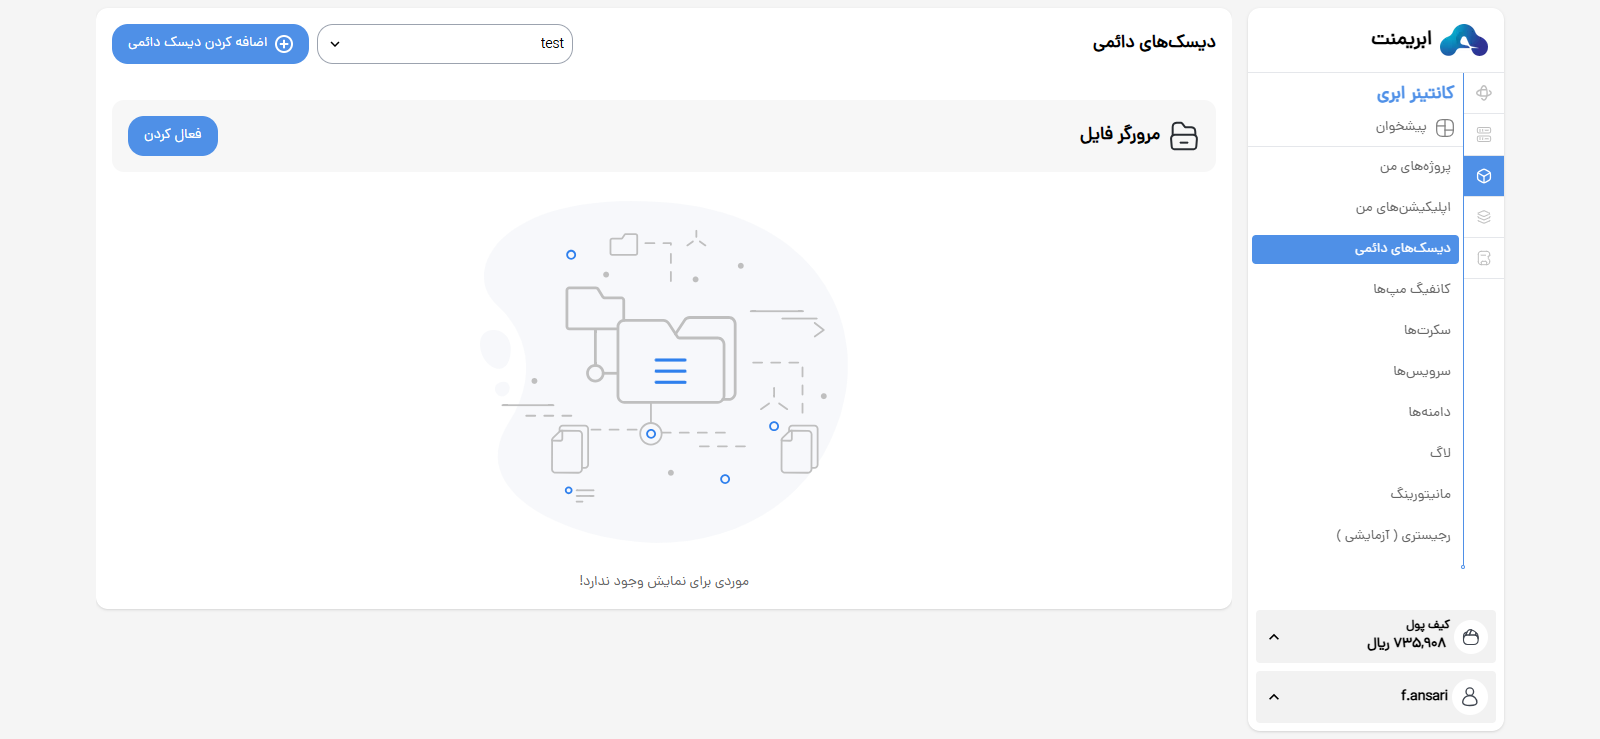 ابریمنت
کانتینر ابری
پیشخوان
پروژه‌های من
اپلیکیشن‌های من
دیسک‌های دائمی
کانفیگ مپ‌ها
سکرت‌ها
سرویس‌ها
دامنه‌ها
لاگ
مانیتورینگ
رجیستری ( آزمایشی )
کیف پول
۷۳۵,۹۰۸ ریال
f.ansari
دیسک‌های دائمی
test
اضافه کردن دیسک دائمی
مرورگر فایل
فعال کردن
موردی برای نمایش وجود ندارد!